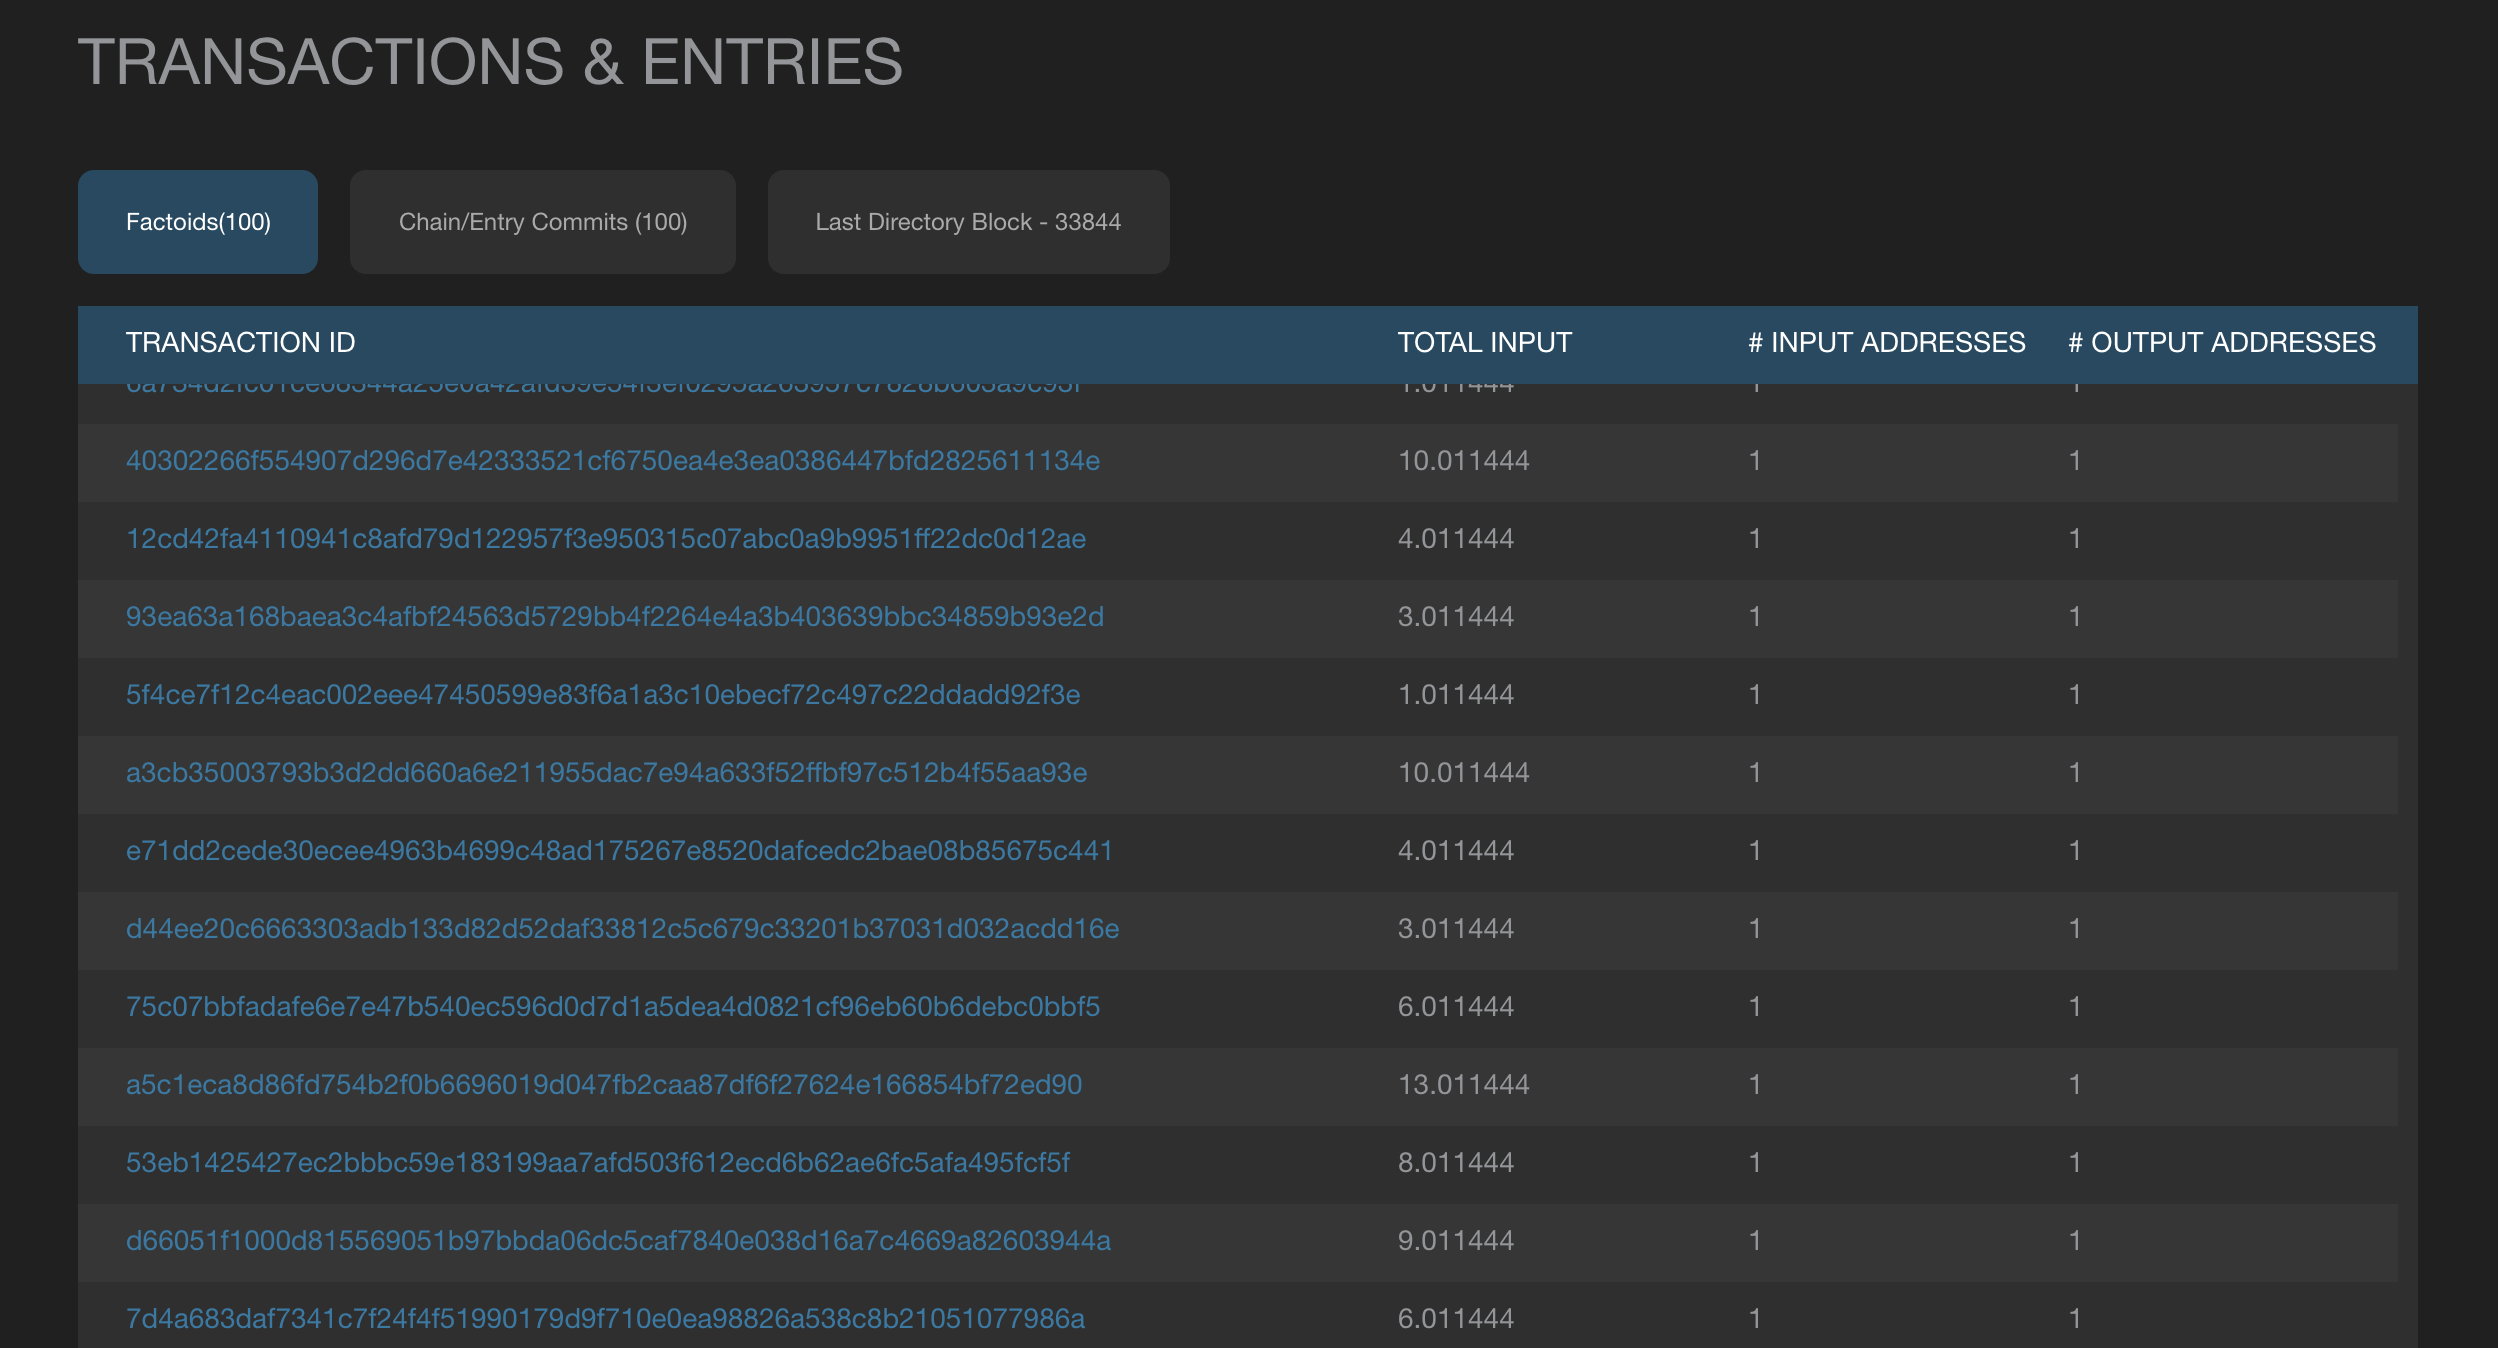 TRANSACTIONS & ENTRIES
Factoids(100) Chain/Entry Commits (100) Last Directory Block - 33844
TRANSACTION ID TOTAL INPUT # INPUT ADDRESSES # OUTPUT ADDRESSES
1.011444 1 1
40302266f554907d296d7e42333521cf6750ea4e3ea0386447bfd2825611134e 10.011444 1 1
12cd42fa4110941c8afd79d122957f3e950315c07abc0a9b9951ff22dc0d12ae 4.011444 1 1
93ea63a168baea3c4afbf24563d5729bb4f2264e4a3b403639bbc34859b93e2d 3.011444 1 1
5f4ce7f12c4eac002eee47450599e83f6a1a3c10ebecf72c497c22ddadd92f3e 1.011444 1 1
a3cb35003793b3d2dd660a6e211955dac7e94a633f52ffbf97c512b4f55aa93e 10.011444 1 1
e71dd2cede30ecee4963b4699c48ad175267e8520dafcedc2bae08b85675c441 4.011444 1 1
d44ee20c6663303adb133d82d52daf33812c5c679c33201b37031d032acdd16e 3.011444 1 1
75c07bbfadafe6e7e47b540ec596d0d7d1a5dea4d0821cf96eb60b6debc0bbf5 6.011444 1 1
a5c1eca8d86fd754b2f0b6696019d047fb2caa87df6f27624e166854bf72ed90 13.011444 1 1
53eb1425427ec2bbbc59e183199aa7afd503f612ecd6b62ae6fc5afa495fcf5f 8.011444 1 1
d66051f1000d815569051b97bbda06dc5caf7840e038d16a7c4669a82603944a 9.011444 1 1
7d4a683daf7341c7f24f4f51990179d9f710e0ea98826a538c8b21051077986a 6.011444 1 1